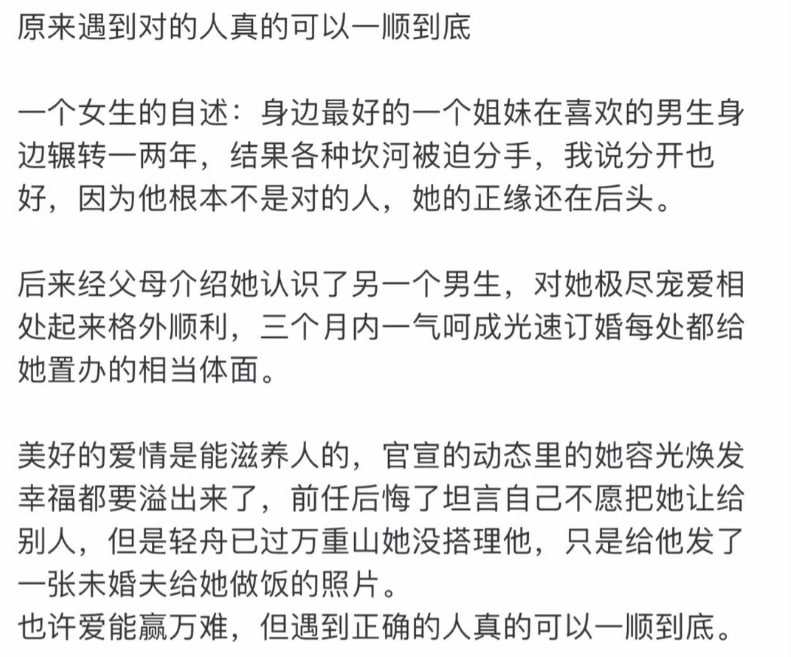 原来遇到对的人真的可以一顺到底
一个女生的自述：身边最好的一个姐妹在喜欢的男生身
边辗转一两年，结果各种坎河被迫分手，我说分开也
好，因为他根本不是对的人，她的正缘还在后头。
后来经父母介绍她认识了另一个男生，对她极尽宠爱相
处起来格外顺利，三个月内一气呵成光速订婚每处都给
她置办的相当体面。
美好的爱情是能滋养人的，官宣的动态里的她容光焕发
幸福都要溢出来了，前任后悔了坦言自己不愿把她让给
别人，但是轻舟已过万重山她没搭理他，只是给他发了
一张未婚夫给她做饭的照片。
也许爱能赢万难，但遇到正确的人真的可以一顺到底。